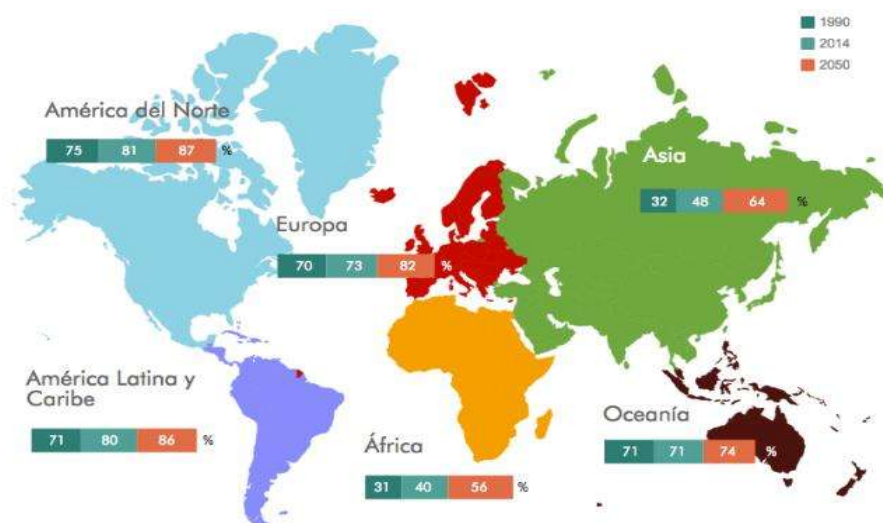 1990
2014
2050
América del Norte
75 81 87 %
Asia
32 48 64 %
Europa
70 73 82 %
América Latina y
Caribe
71 80 86 %
África
31 40 56 %
Oceanía
71 71 74 %